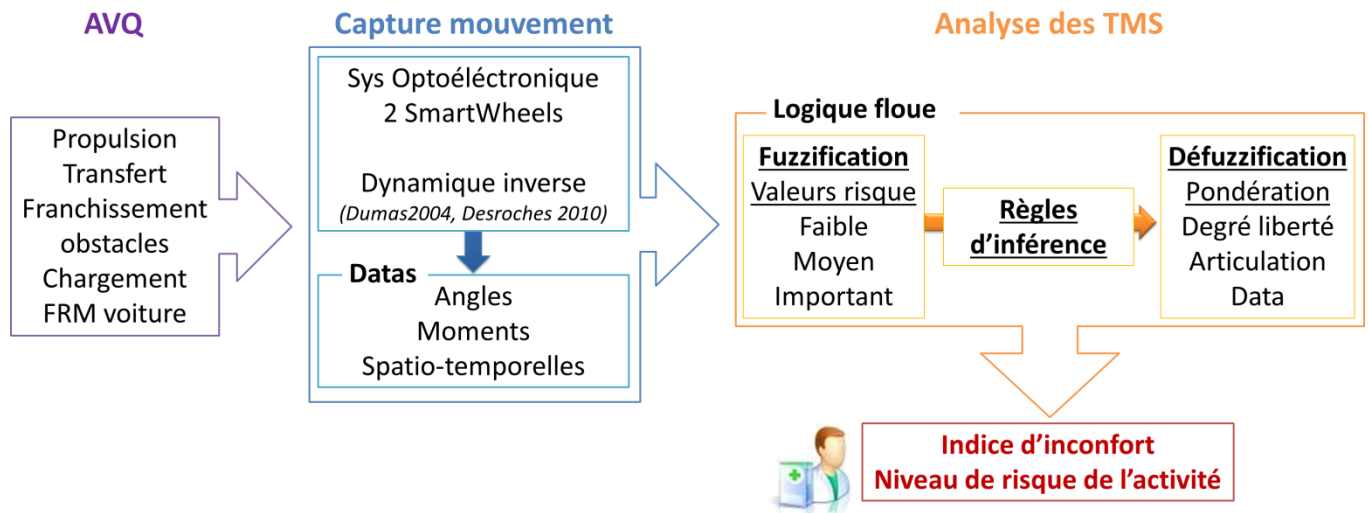 AVQ
Propulsion
Transfert
Franchissement
obstacles
Chargement
FRM voiture
Capture mouvement
Sys Optoéléctronique
2 SmartWheels
Dynamique inverse
(Dumas2004, Desroches 2010)
Datas
Angles
Moments
Spatio-temporelles
Analyse des TMS
Logique floue
Fuzzification
Valeurs risque
Faible
Moyen
Important
Règles
d'inférence
Défuzzification
Pondération
Degré liberté
Articulation
Data
Indice d'inconfort
Niveau de risque de l'activité